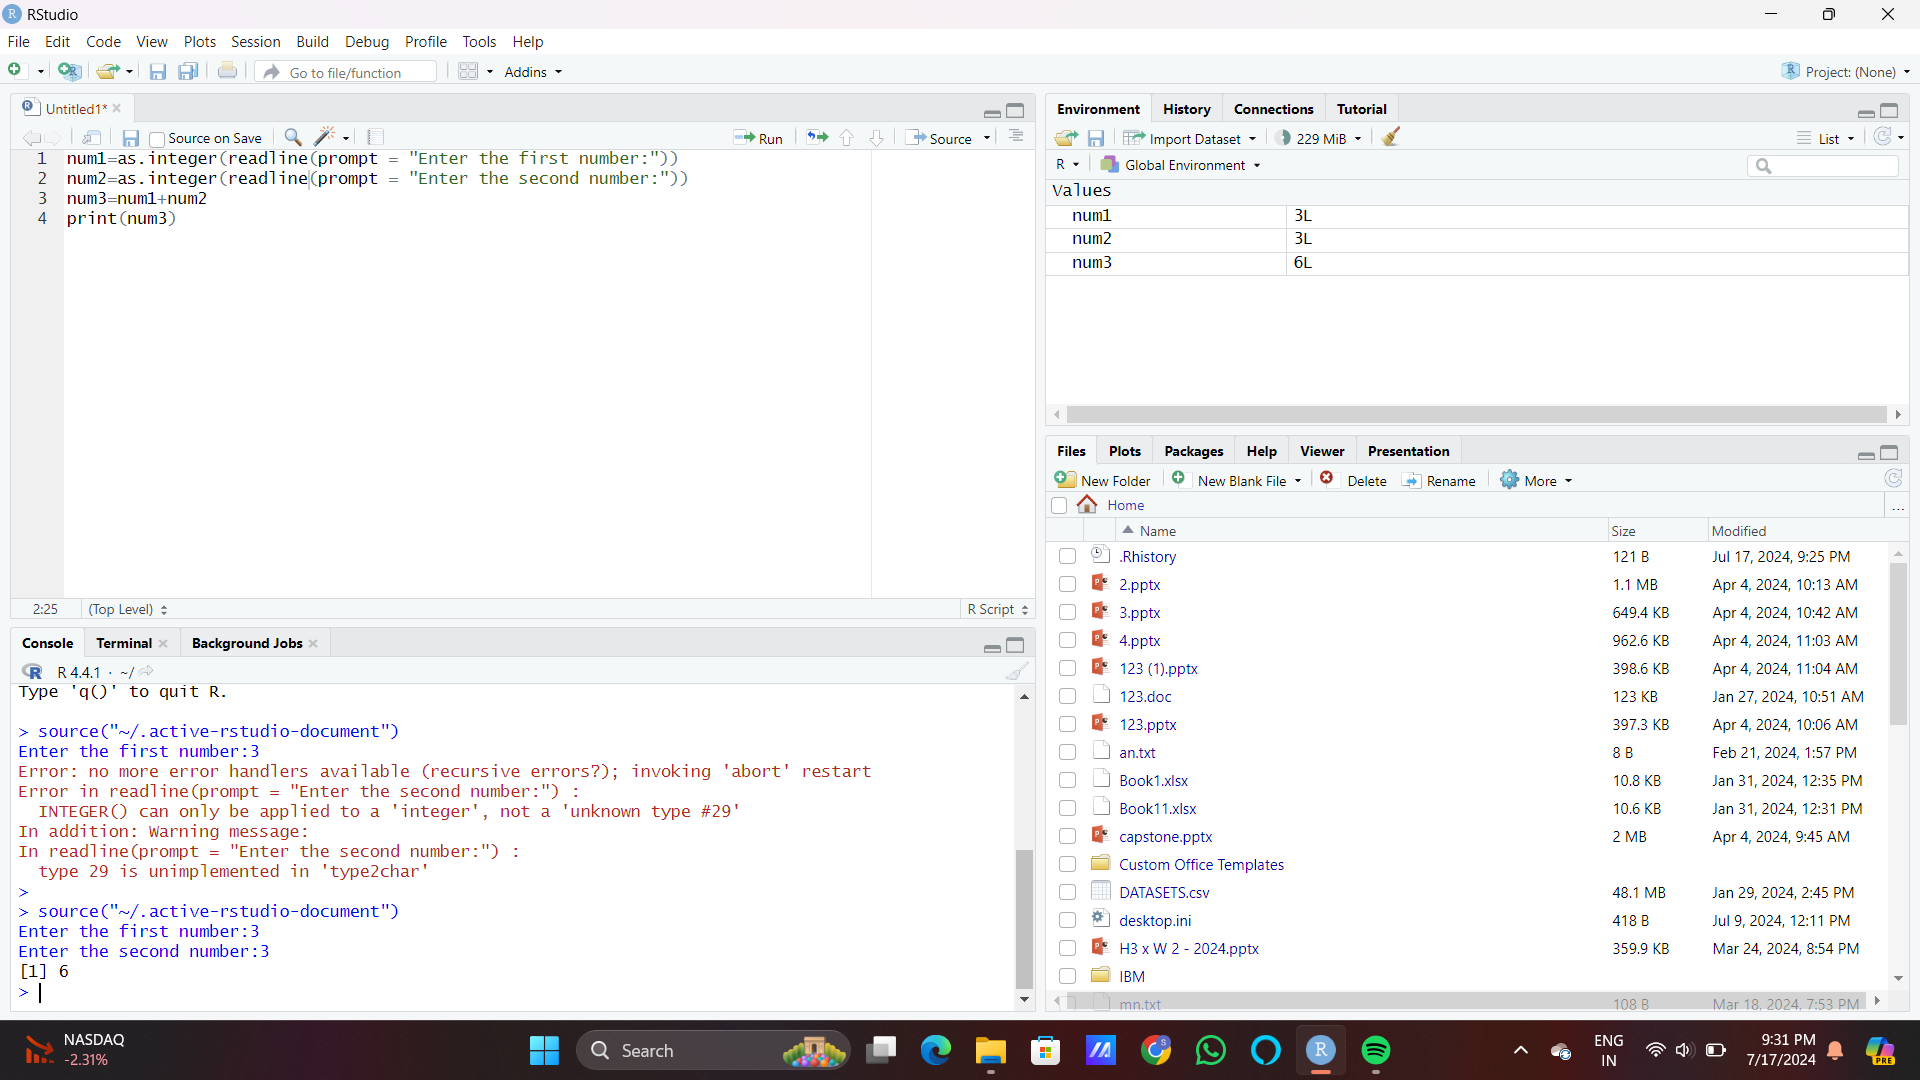 RStudio
File Edit Code View Plots Session Build Debug Profile Tools Help
Go to file/function Addins Project: (None)
Untitled1*
Source on Save Run Source
1 num1=as.integer(readline(prompt = "Enter the first number:"))
2 num2=as.integer(readline(prompt = "Enter the second number:"))
3 num3=num1+num2
4 print(num3)
2:25 (Top Level) R Script
Console Terminal Background Jobs
R 4.4.1 · ~/
Type 'q()' to quit R.
> source("~/.active-rstudio-document")
Enter the first number:3
Error: no more error handlers available (recursive errors?); invoking 'abort' restart
Error in readline(prompt = "Enter the second number:") :
INTEGER() can only be applied to a 'integer', not a 'unknown type #29'
In addition: Warning message:
In readline(prompt = "Enter the second number:") :
type 29 is unimplemented in 'type2char'
>
> source("~/.active-rstudio-document")
Enter the first number:3
Enter the second number:3
[1] 6
>
Environment History Connections Tutorial
Import Dataset 229 MiB List
R Global Environment
Values
num1 3L
num2 3L
num3 6L
Files Plots Packages Help Viewer Presentation
New Folder New Blank File Delete Rename More
Home ...
Name Size Modified
.Rhistory 121 B Jul 17, 2024, 9:25 PM
2.pptx 1.1 MB Apr 4, 2024, 10:13 AM
3.pptx 649.4 KB Apr 4, 2024, 10:42 AM
4.pptx 962.6 KB Apr 4, 2024, 11:03 AM
123 (1).pptx 398.6 KB Apr 4, 2024, 11:04 AM
123.doc 123 KB Jan 27, 2024, 10:51 AM
123.pptx 397.3 KB Apr 4, 2024, 10:06 AM
an.txt 8 B Feb 21, 2024, 1:57 PM
Book1.xlsx 10.8 KB Jan 31, 2024, 12:35 PM
Book11.xlsx 10.6 KB Jan 31, 2024, 12:31 PM
capstone.pptx 2 MB Apr 4, 2024, 9:45 AM
Custom Office Templates
DATASETS.csv 48.1 MB Jan 29, 2024, 2:45 PM
desktop.ini 418 B Jul 9, 2024, 12:11 PM
H3 x W 2 - 2024.pptx 359.9 KB Mar 24, 2024, 8:54 PM
IBM
mn.txt 108 B Mar 18, 2024, 7:53 PM
NASDAQ
-2.31%
Search
ENG
IN
9:31 PM
7/17/2024
PRE